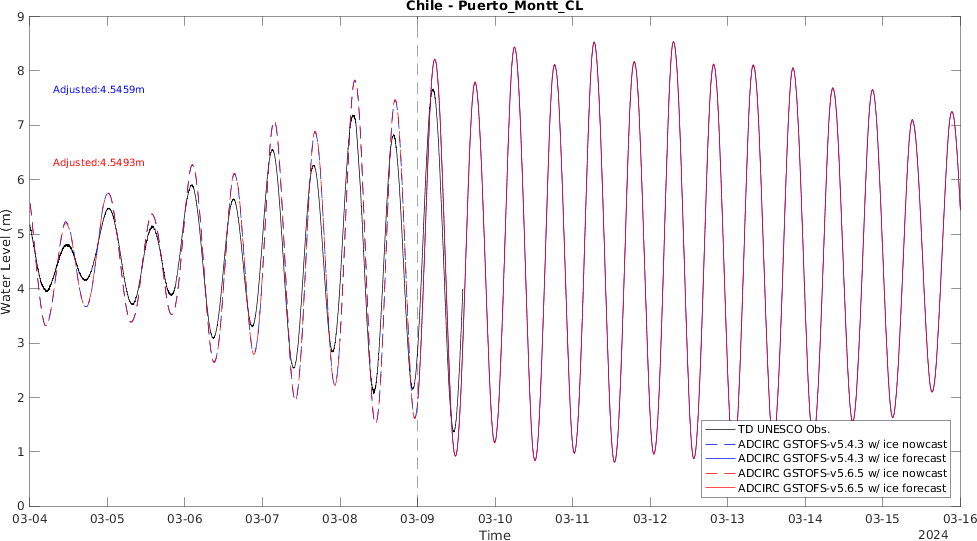 Chile - Puerto_Montt_CL
9
8
7
6
5
4
3
2
1
0
Water Level (m)
Adjusted:4.5459m
Adjusted:4.5493m
TD UNESCO Obs.
ADCIRC GSTOFS-v5.4.3 w/ ice nowcast
ADCIRC GSTOFS-v5.4.3 w/ ice forecast
ADCIRC GSTOFS-v5.6.5 w/ ice nowcast
ADCIRC GSTOFS-v5.6.5 w/ ice forecast
03-04 03-05 03-06 03-07 03-08 03-09 03-10 03-11 03-12 03-13 03-14 03-15 03-16
Time
2024